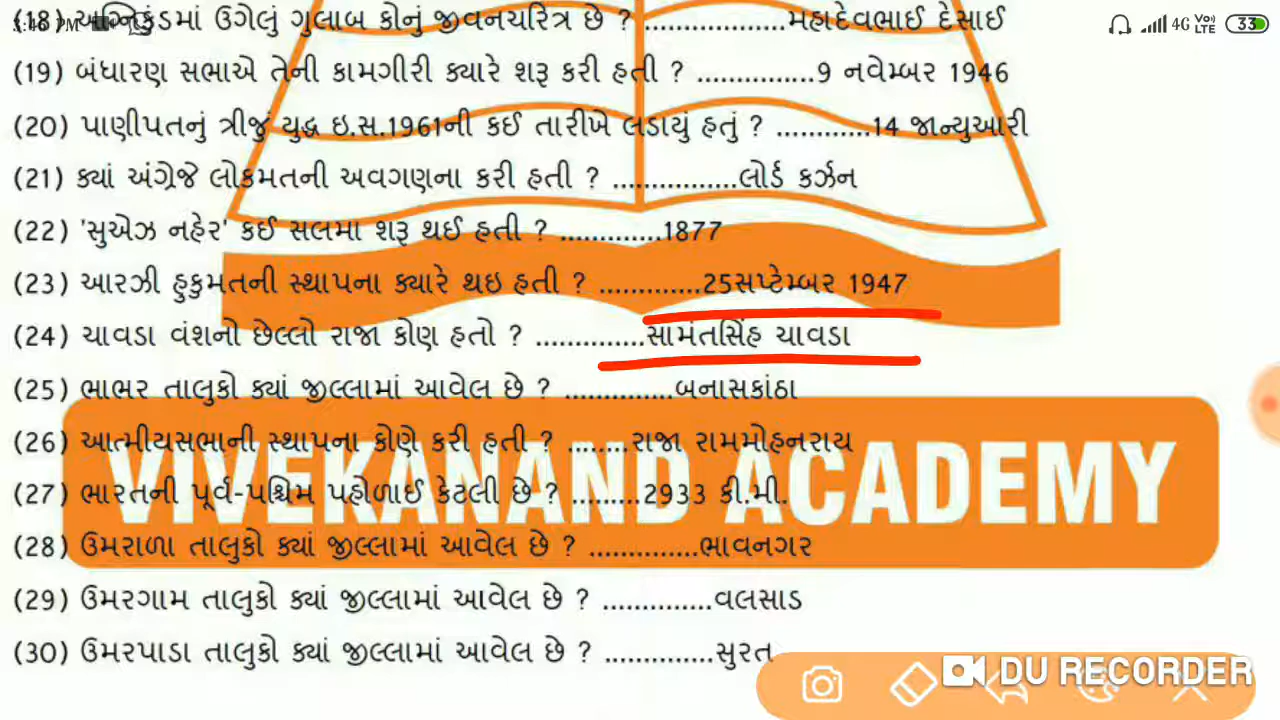 (18) અગ્નિકુંડમાં ઉગેલું ગુલાબ કોનું જીવનચરિત્ર છે ? ................મહાદેવભાઈ દેસાઈ
4G VoLTE 33
(19) બંધારણ સભાએ તેની કામગીરી ક્યારે શરૂ કરી હતી ? ..............9 નવેમ્બર 1946
(20) પાણીપતનું ત્રીજું યુદ્ધ ઇ.સ.1961ની કઈ તારીખે લડાયું હતું ? ...........14 જાન્યુઆરી
(21) ક્યાં અંગ્રેજે લોકમતની અવગણના કરી હતી ? ...............લોર્ડ કર્ઝન
(22) 'સુએઝ નહેર' કઈ સલમા શરૂ થઈ હતી ? ............1877
(23) આરઝી હુકુમતની સ્થાપના ક્યારે થઇ હતી ? ............25સપ્ટેમ્બર 1947
(24) ચાવડા વંશનો છેલ્લો રાજા કોણ હતો ? .............સામંતસિંહ ચાવડા
(25) ભાભર તાલુકો ક્યાં જીલ્લામાં આવેલ છે ? .............બનાસકાંઠા
(26) આત્મીયસભાની સ્થાપના કોણે કરી હતી ? ........રાજા રામમોહનરાય
VIVEKANAND ACADEMY
(27) ભારતની પૂર્વ-પશ્ચિમ પહોળાઈ કેટલી છે ? .........2933 કી.મી.
(28) ઉમરાળા તાલુકો ક્યાં જીલ્લામાં આવેલ છે ? .............ભાવનગર
(29) ઉમરગામ તાલુકો ક્યાં જીલ્લામાં આવેલ છે ? .............વલસાડ
(30) ઉમરપાડા તાલુકો ક્યાં જીલ્લામાં આવેલ છે ? .............સુરત
DU RECORDER